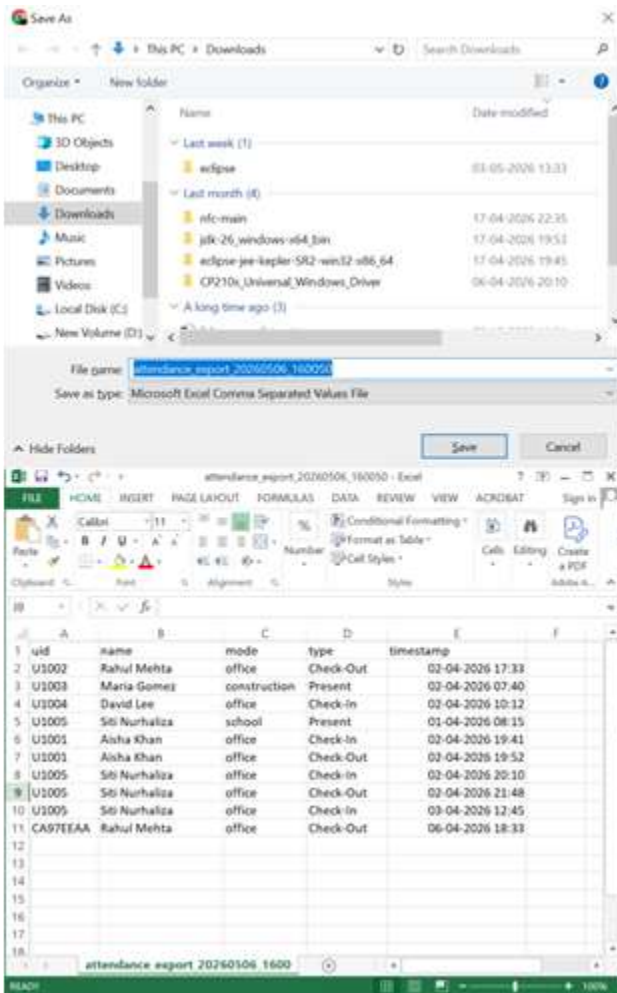 Save As
This PC › Downloads
Search Downloads
Organize
New folder
This PC
3D Objects
Desktop
Documents
Downloads
Music
Pictures
Videos
Local Disk (C:)
New Volume (D:)
Name
Date modified
Last week (1)
eclipse 03-05-2026 13:33
Last month (4)
nfc-main 17-04-2026 22:35
jdk-26_windows-x64_bin 17-04-2026 19:53
eclipse-jee-kepler-SR2-win32-x86_64 17-04-2026 19:45
CP210x_Universal_Windows_Driver 06-04-2026 20:10
A long time ago (3)
File name: attendance_export_20260506_160050
Save as type: Microsoft Excel Comma Separated Values File
Hide Folders
Save
Cancel
attendance_export_20260506_160050 - Excel
FILE HOME INSERT PAGE LAYOUT FORMULAS DATA REVIEW VIEW ACROBAT Sign in
Paste
Calibri 11
B I U
Number
Conditional Formatting
Format as Table
Cell Styles
Cells
Editing
Create a PDF
Clipboard Font Alignment Styles
A B C D E F
1 uid name mode type timestamp
2 U1002 Rahul Mehta office Check-Out 02-04-2026 17:33
3 U1003 Maria Gomez construction Present 02-04-2026 07:40
4 U1004 David Lee office Check-In 02-04-2026 10:12
5 U1005 Siti Nurhaliza school Present 01-04-2026 08:15
6 U1001 Aisha Khan office Check-In 02-04-2026 19:41
7 U1001 Aisha Khan office Check-Out 02-04-2026 19:52
8 U1005 Siti Nurhaliza office Check-In 02-04-2026 20:10
9 U1005 Siti Nurhaliza office Check-Out 02-04-2026 21:48
10 U1005 Siti Nurhaliza office Check-In 03-04-2026 12:45
11 CA97EEAA Rahul Mehta office Check-Out 06-04-2026 18:33
12
13
14
15
16
17
18
attendance_export_20260506_1600
READY
100%